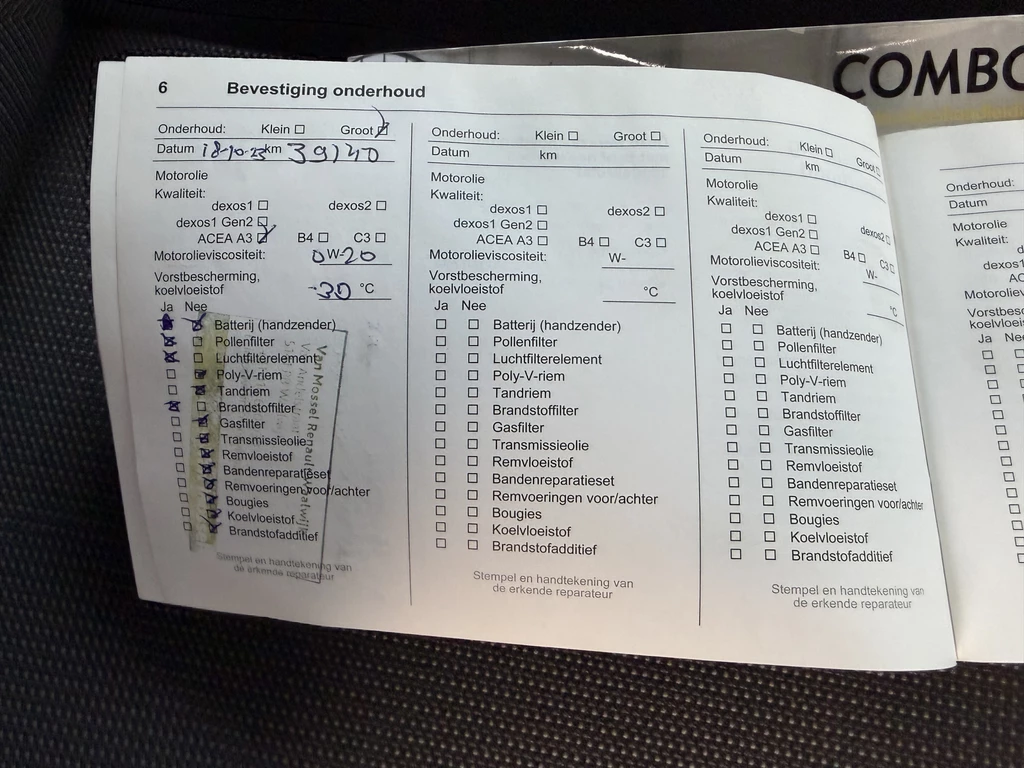 COMBO
6 Bevestiging onderhoud
Onderhoud: Klein Groot
Datum 18-10-23 km 39140
Motorolie
Kwaliteit:
dexos1 dexos2
dexos1 Gen2
ACEA A3 B4 C3
Motorolieviscositeit: 0 W-20
Vorstbescherming,
koelvloeistof -30 °C
Ja Nee
Batterij (handzender)
Pollenfilter
Luchtfilterelement
Poly-V-riem
Tandriem
Brandstoffilter
Gasfilter
Transmissieolie
Remvloeistof
Bandenreparatieset
Remvoeringen voor/achter
Bougies
Koelvloeistof
Brandstofadditief
Stempel en handtekening van
de erkende reparateur
Van Mossel Renault Waalwijk
Onderhoud: Klein Groot
Datum km
Motorolie
Kwaliteit:
dexos1 dexos2
dexos1 Gen2
ACEA A3 B4 C3
Motorolieviscositeit: W-
Vorstbescherming,
koelvloeistof °C
Ja Nee
Batterij (handzender)
Pollenfilter
Luchtfilterelement
Poly-V-riem
Tandriem
Brandstoffilter
Gasfilter
Transmissieolie
Remvloeistof
Bandenreparatieset
Remvoeringen voor/achter
Bougies
Koelvloeistof
Brandstofadditief
Stempel en handtekening van
de erkende reparateur
Onderhoud: Klein Groot
Datum km
Motorolie
Kwaliteit:
dexos1 dexos2
dexos1 Gen2
ACEA A3 B4 C3
Motorolieviscositeit: W-
Vorstbescherming,
koelvloeistof °C
Ja Nee
Batterij (handzender)
Pollenfilter
Luchtfilterelement
Poly-V-riem
Tandriem
Brandstoffilter
Gasfilter
Transmissieolie
Remvloeistof
Bandenreparatieset
Remvoeringen voor/achter
Bougies
Koelvloeistof
Brandstofadditief
Stempel en handtekening van
de erkende reparateur
Onderhoud:
Datum
Motorolie
Kwaliteit:
dexos1
Ja